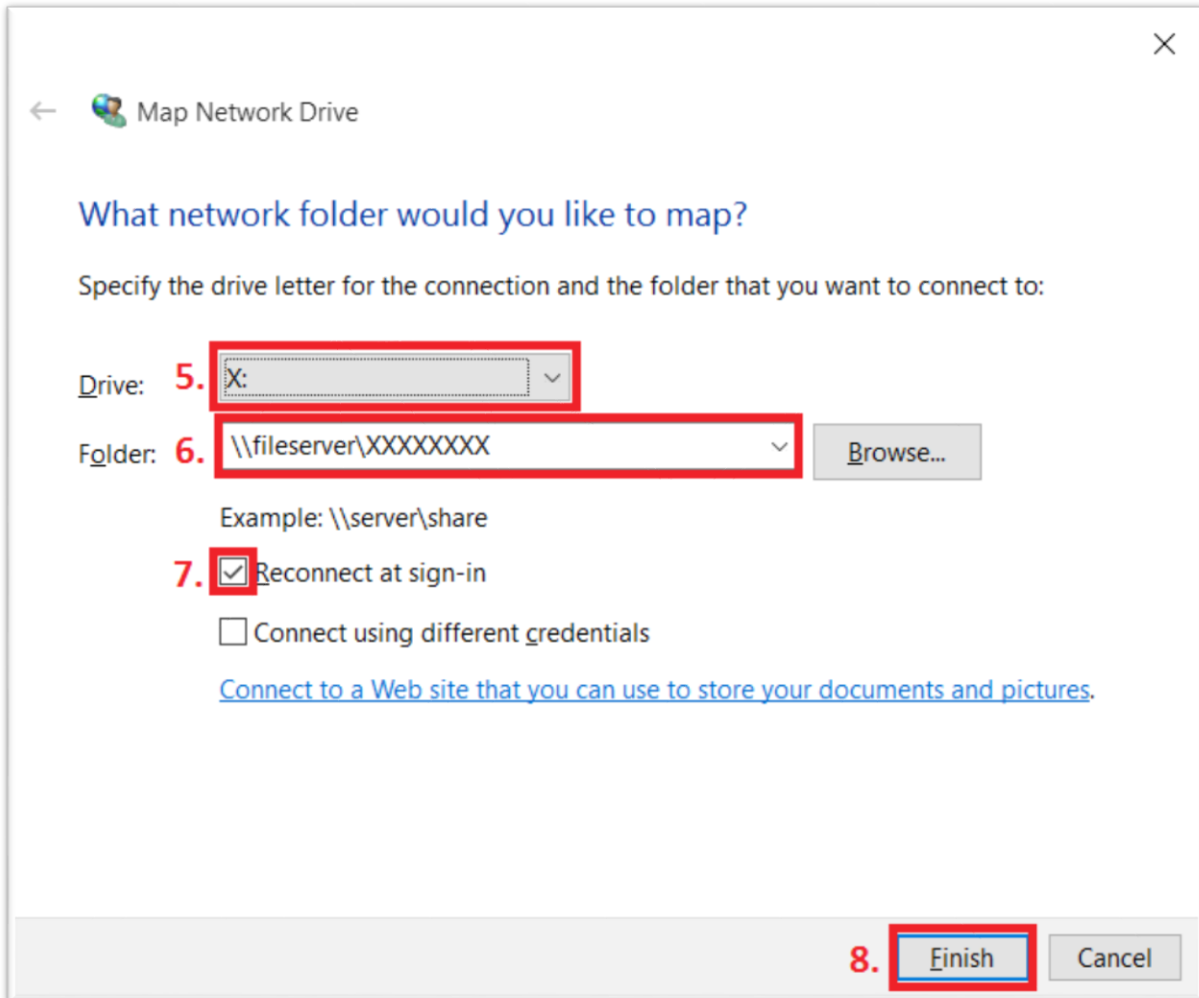 Map Network Drive
What network folder would you like to map?
Specify the drive letter for the connection and the folder that you want to connect to:
Drive: 5. X:
Folder: 6. \\fileserver\XXXXXXXX Browse...
Example: \\server\share
7. Reconnect at sign-in
Connect using different credentials
Connect to a Web site that you can use to store your documents and pictures.
8. Finish Cancel